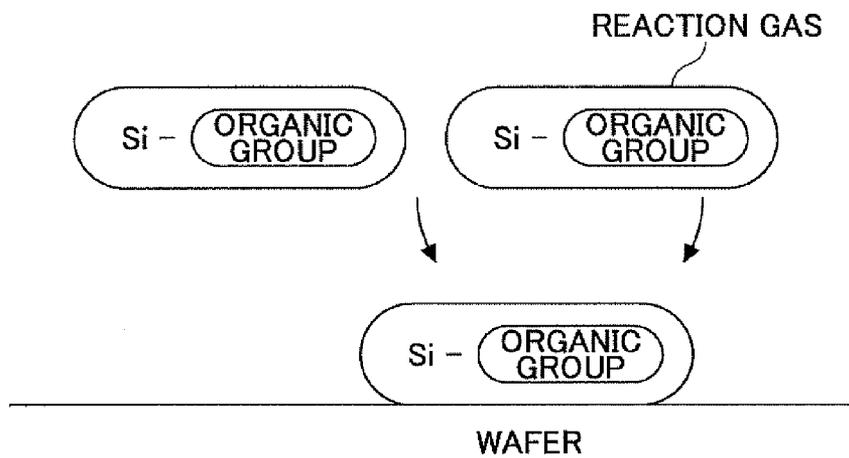 REACTION GAS
Si – ORGANIC GROUP
Si – ORGANIC GROUP
Si – ORGANIC GROUP
WAFER